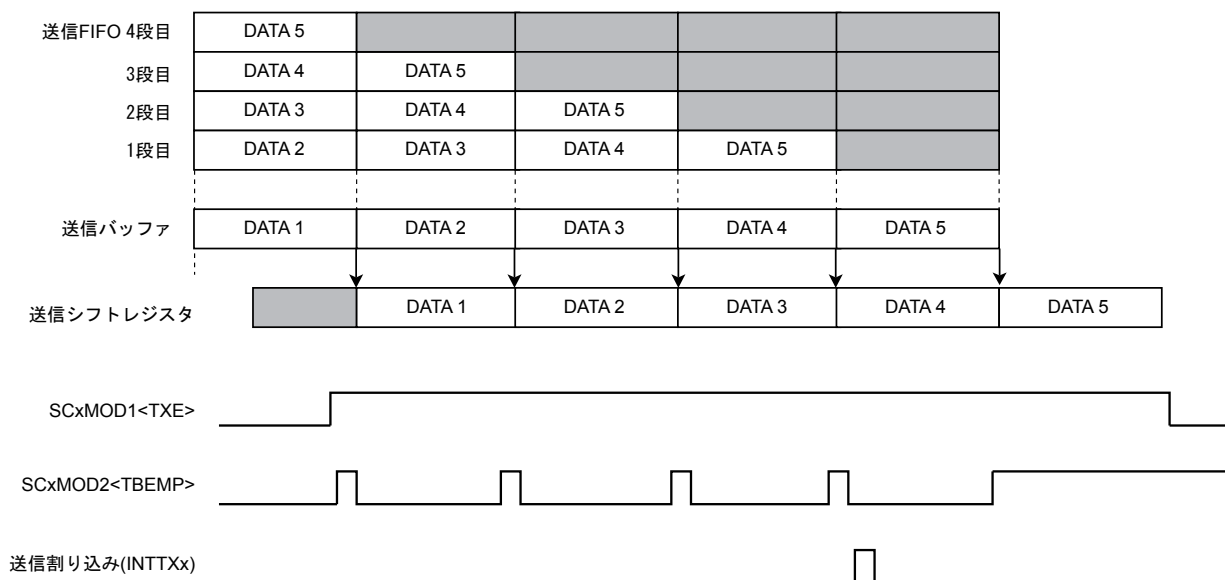 送信FIFO 4段目 DATA 5
3段目 DATA 4 DATA 5
2段目 DATA 3 DATA 4 DATA 5
1段目 DATA 2 DATA 3 DATA 4 DATA 5
送信バッファ DATA 1 DATA 2 DATA 3 DATA 4 DATA 5
送信シフトレジスタ DATA 1 DATA 2 DATA 3 DATA 4 DATA 5
SCxMOD1<TXE>
SCxMOD2<TBEMP>
送信割り込み(INTTXx)